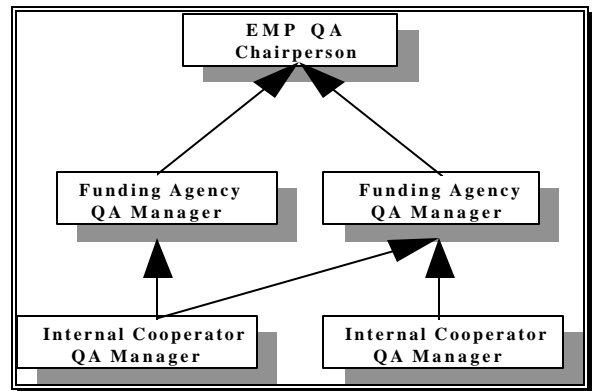 EMP QA
Chairperson
Funding Agency
QA Manager
Funding Agency
QA Manager
Internal Cooperator
QA Manager
Internal Cooperator
QA Manager